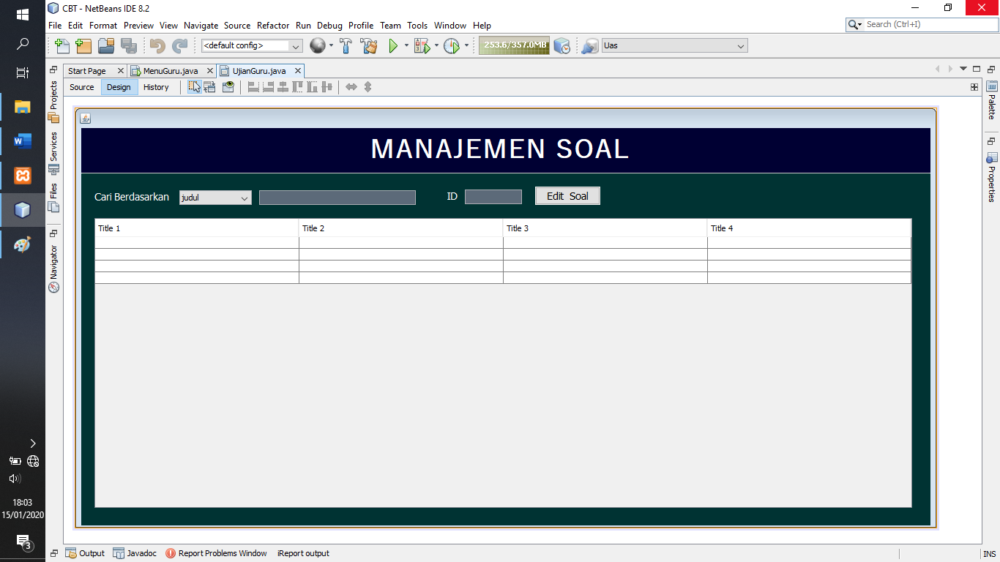 CBT - NetBeans IDE 8.2
File Edit Format Preview View Navigate Source Refactor Run Debug Profile Team Tools Window Help
Search (Ctrl+I)
<default config>
253.6/357.0MB
Uas
Start Page
MenuGuru.java
UjianGuru.java
Source Design History
Projects
Services
Files
Navigator
Palette
Properties
MANAJEMEN SOAL
Cari Berdasarkan judul ID Edit Soal
Title 1 Title 2 Title 3 Title 4
18:03
15/01/2020
3
Output Javadoc Report Problems Window iReport output
INS